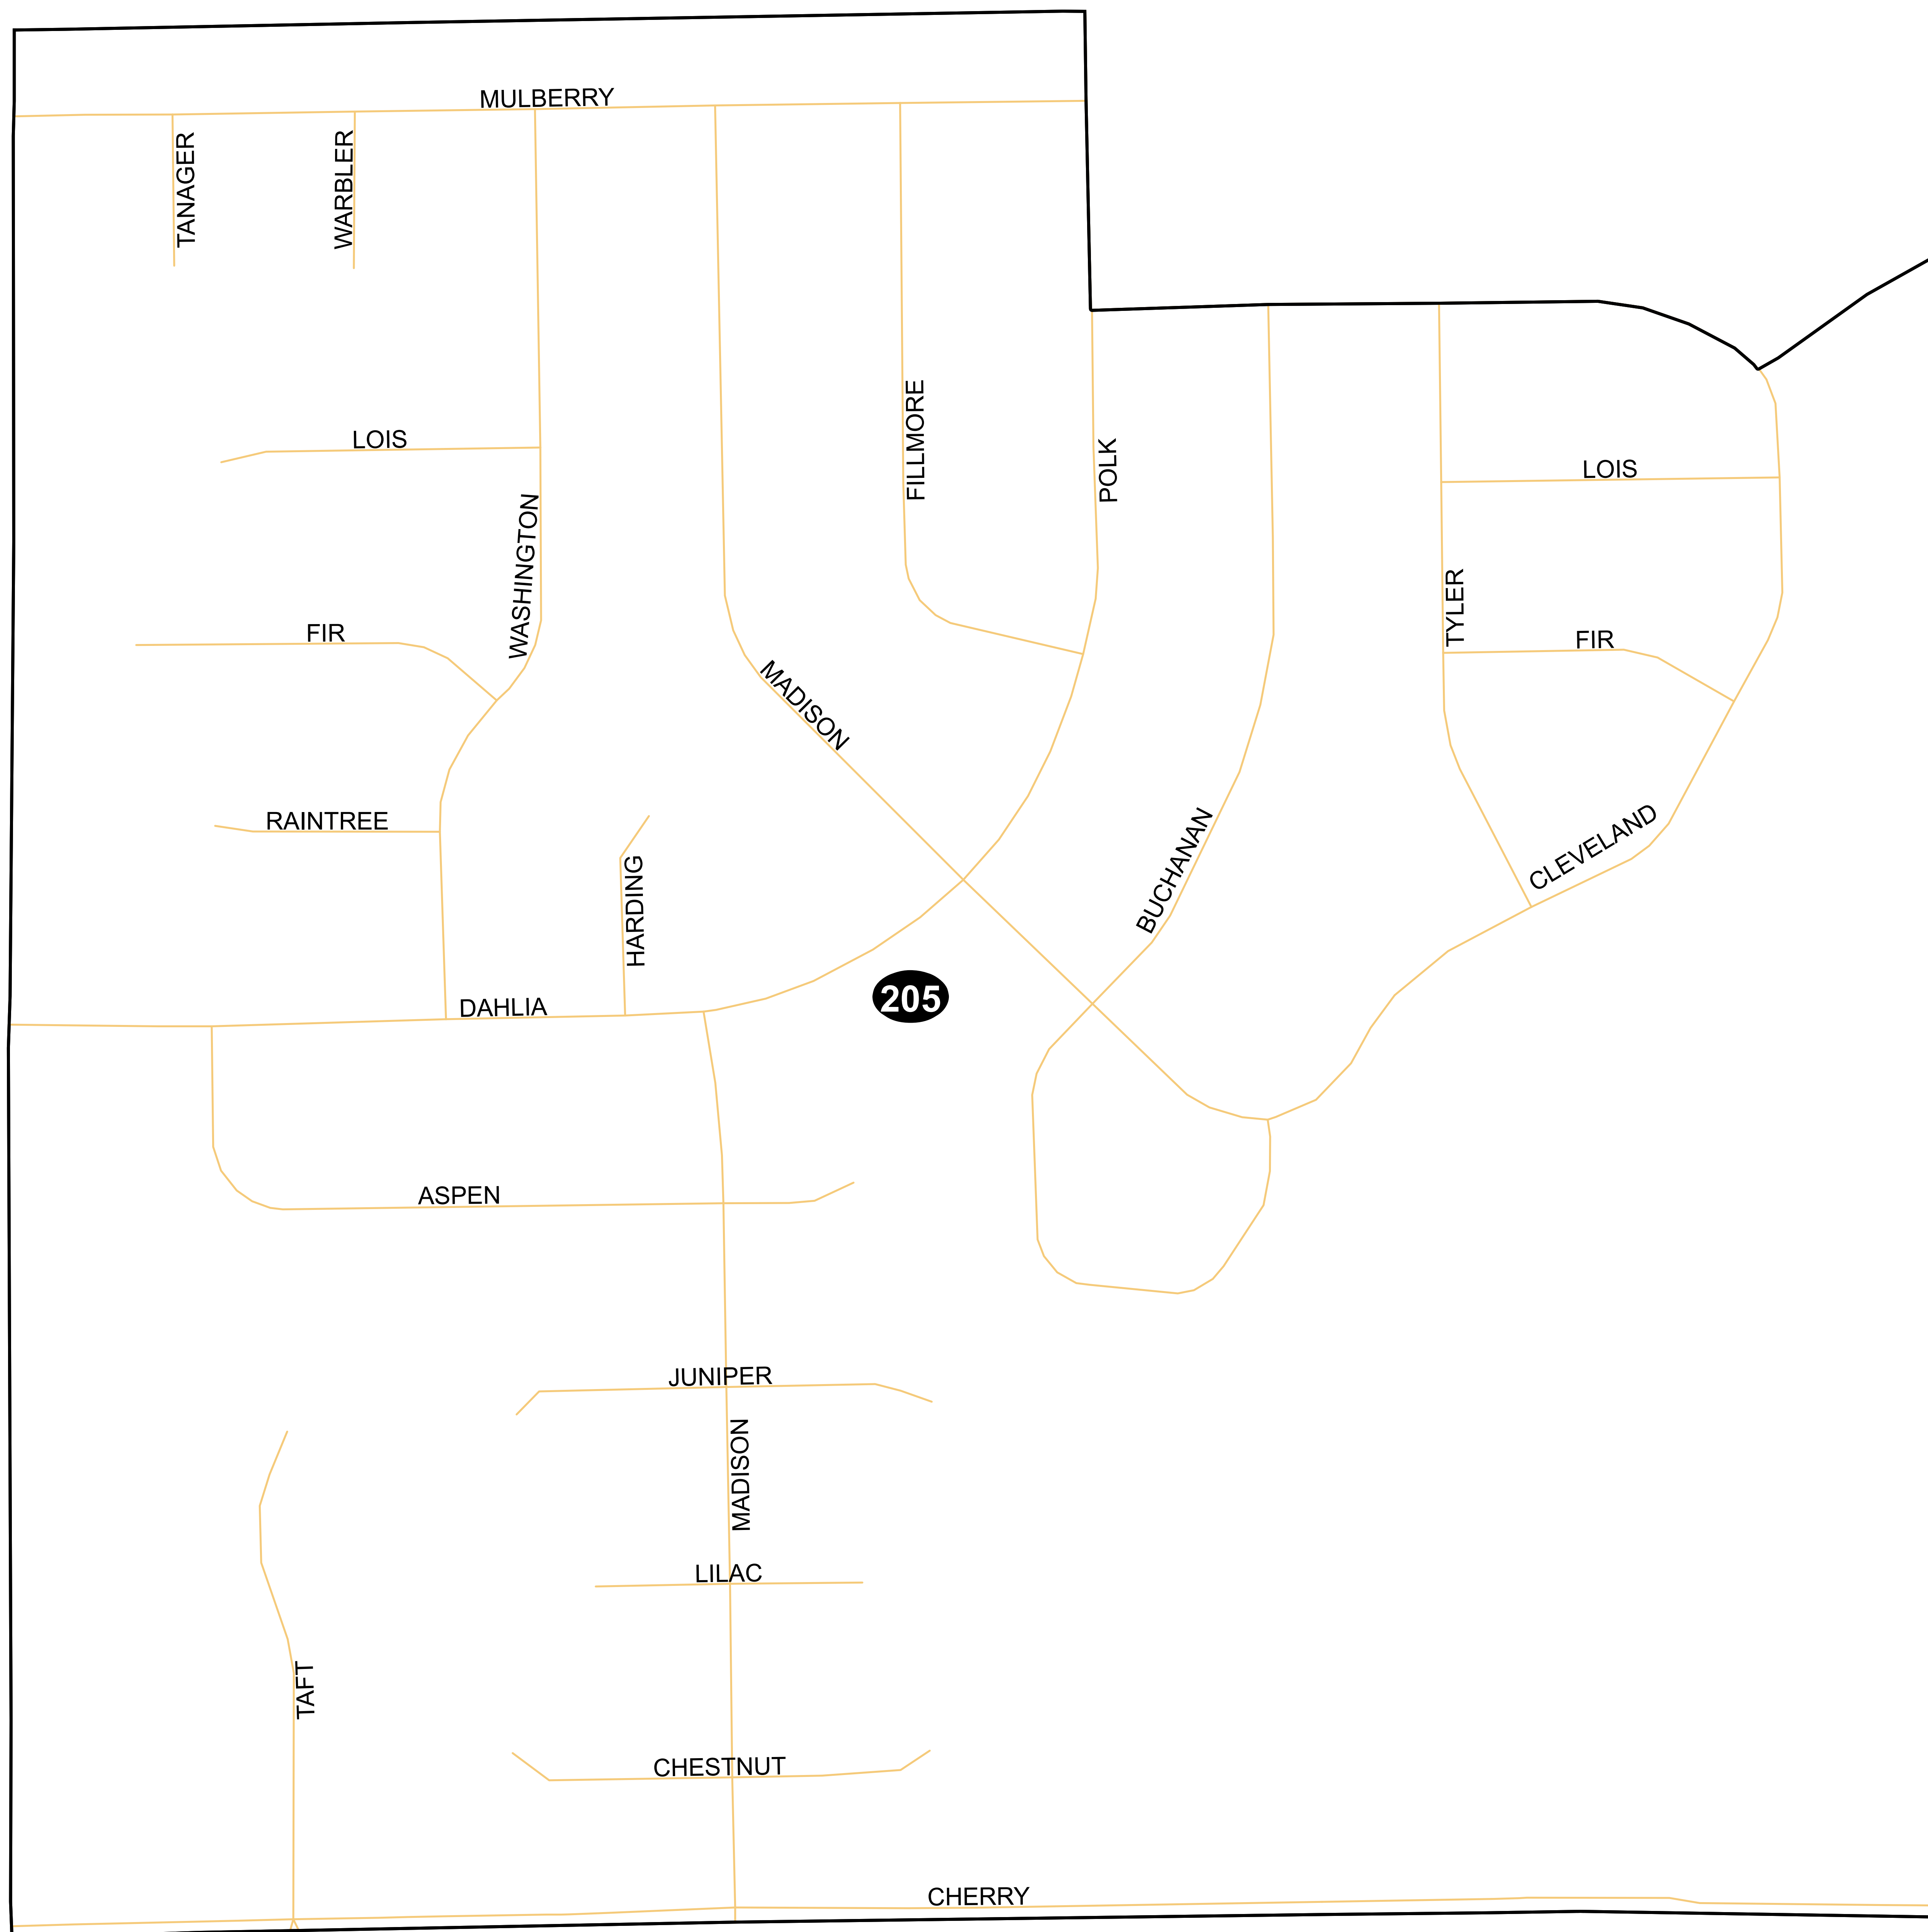 MULBERRY
TANAGER
WARBLER
FILLMORE
LOIS
POLK
LOIS
WASHINGTON
TYLER
FIR
FIR
MADISON
RAINTREE
CLEVELAND
BUCHANAN
HARDING
205
DAHLIA
ASPEN
JUNIPER
MADISON
LILAC
TAFT
CHESTNUT
CHERRY